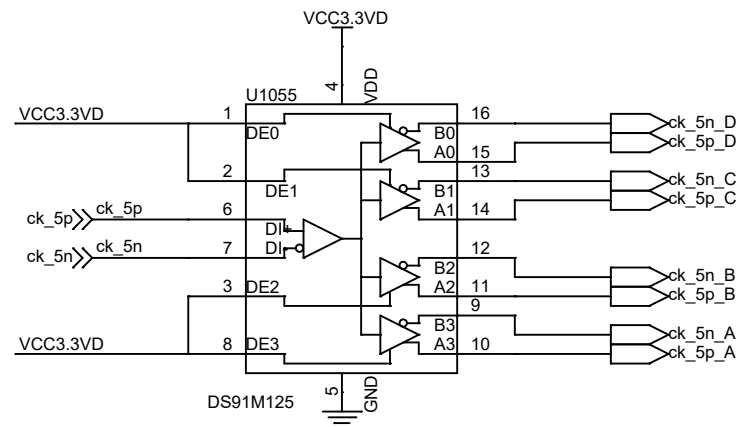 VCC3.3VD
4
VDD
U1055
VCC3.3VD
1
DE0
16
B0
ck_5n_D
A0
15
ck_5p_D
2
DE1
13
B1
ck_5n_C
A1
14
ck_5p_C
ck_5p
ck_5p
6
DI+
ck_5n
ck_5n
7
DI-
12
B2
ck_5n_B
3
DE2
A2
11
ck_5p_B
9
B3
ck_5n_A
VCC3.3VD
8
DE3
A3
10
ck_5p_A
5
GND
DS91M125